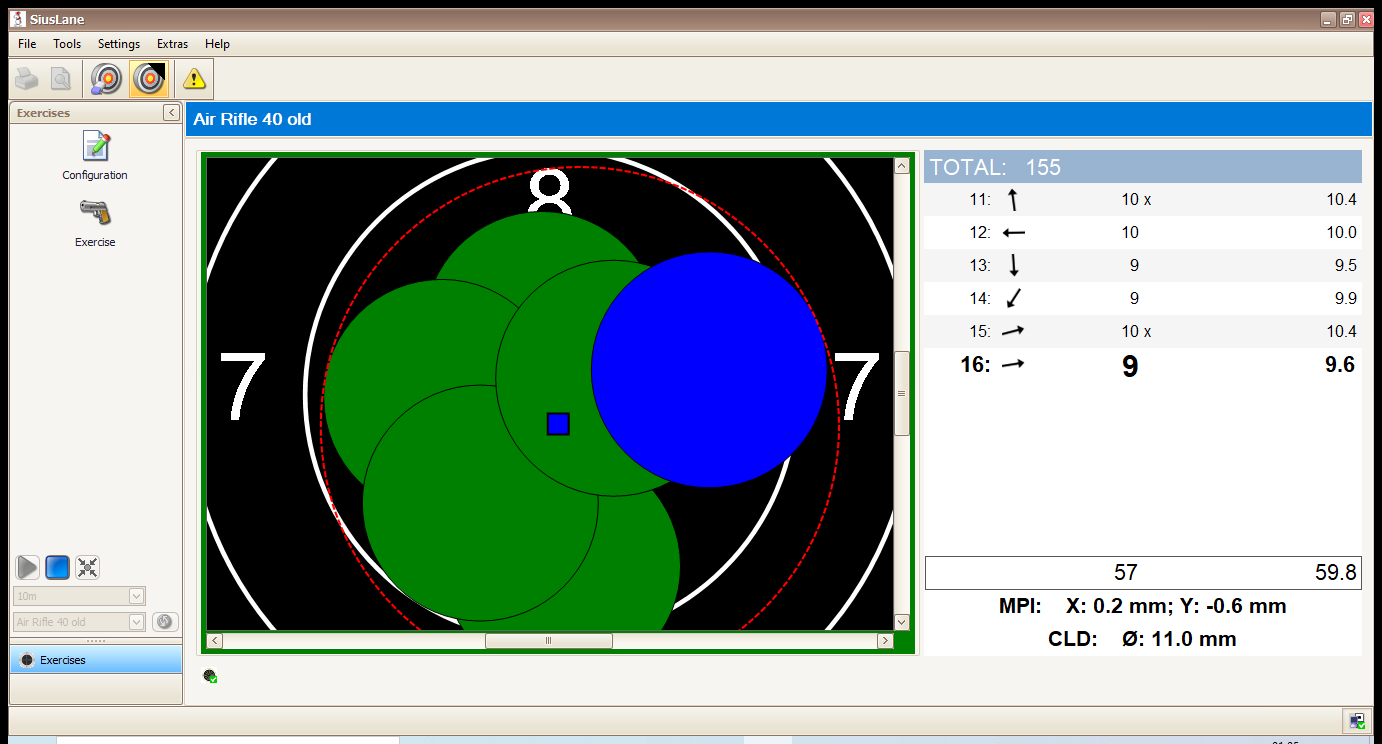 SiusLane
File Tools Settings Extras Help
Exercises
Configuration
Exercise
10m
Air Rifle 40 old
Exercises
Air Rifle 40 old
8
7 7
TOTAL: 155
11: 10 x 10.4
12: 10 10.0
13: 9 9.5
14: 9 9.9
15: 10 x 10.4
16: 9 9.6
57 59.8
MPI: X: 0.2 mm; Y: -0.6 mm
CLD: Ø: 11.0 mm